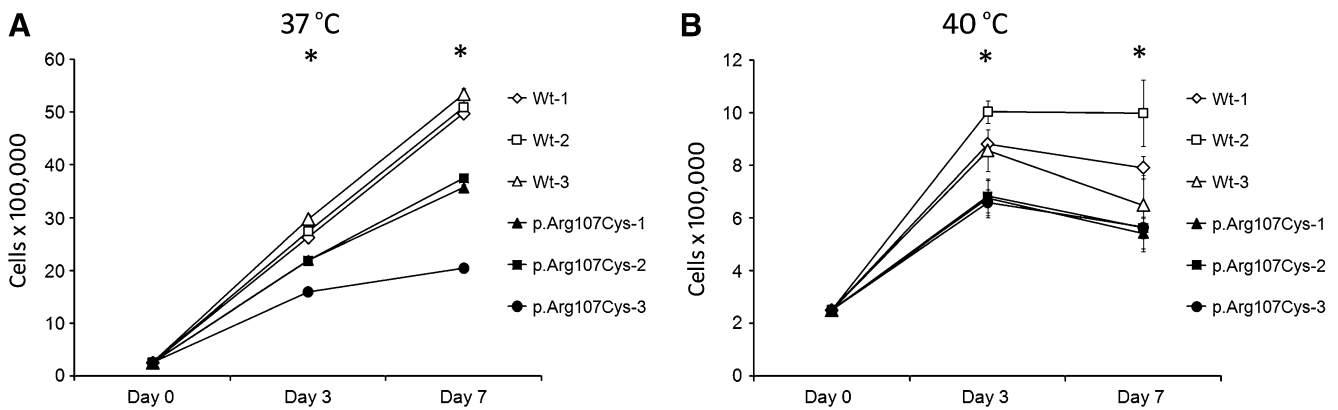 A
37 °C
*
*
Cells x 100,000
60
50
40
30
20
10
0
Day 0
Day 3
Day 7
Wt-1
Wt-2
Wt-3
p.Arg107Cys-1
p.Arg107Cys-2
p.Arg107Cys-3
B
40 °C
*
*
Cells x 100,000
12
10
8
6
4
2
0
Day 0
Day 3
Day 7
Wt-1
Wt-2
Wt-3
p.Arg107Cys-1
p.Arg107Cys-2
p.Arg107Cys-3